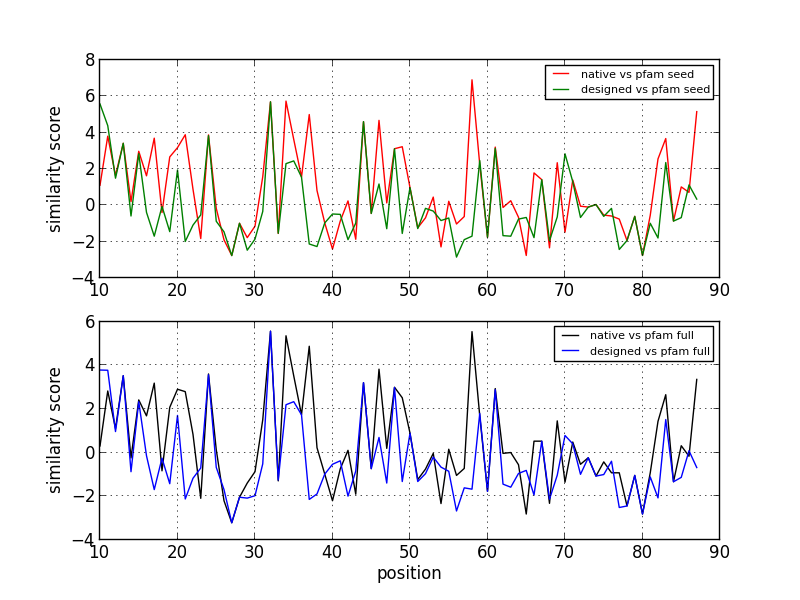 8
6
4
2
0
−2
−4
similarity score
native vs pfam seed
designed vs pfam seed
10 20 30 40 50 60 70 80 90
6
4
2
0
−2
−4
similarity score
native vs pfam full
designed vs pfam full
10 20 30 40 50 60 70 80 90
position